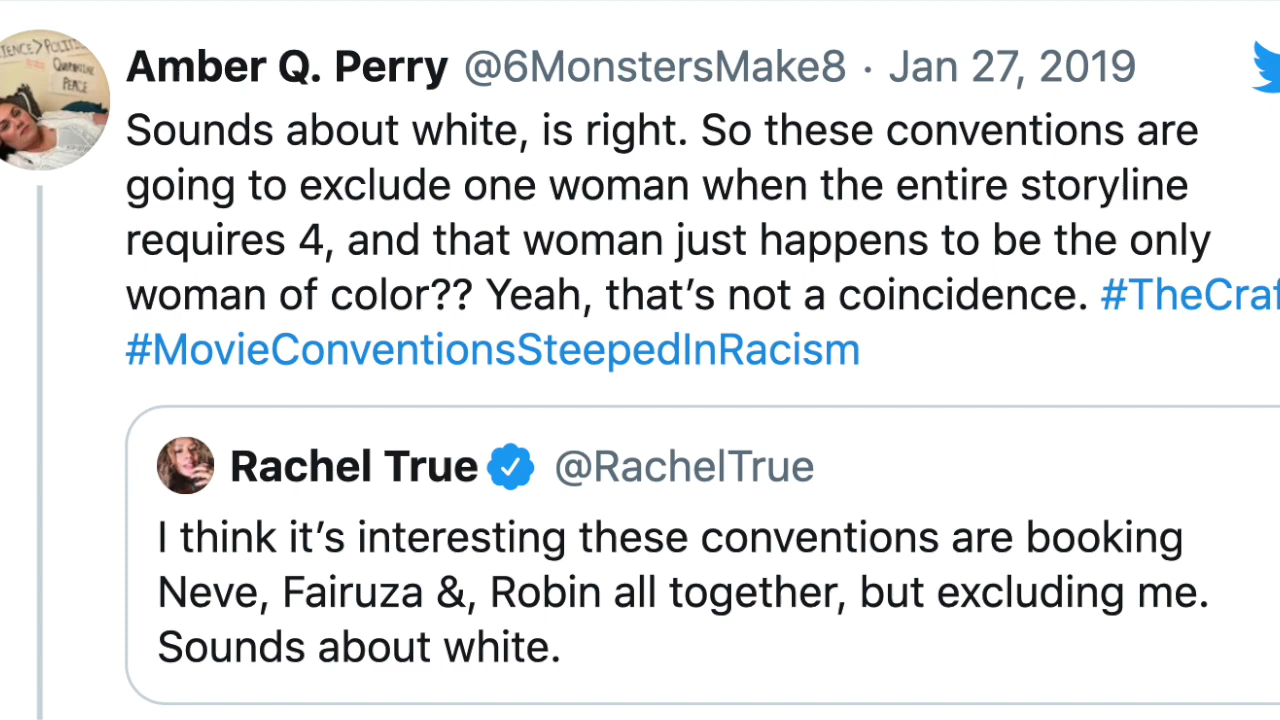 Amber Q. Perry @6MonstersMake8 · Jan 27, 2019
Sounds about white, is right. So these conventions are
going to exclude one woman when the entire storyline
requires 4, and that woman just happens to be the only
woman of color?? Yeah, that’s not a coincidence. #TheCraf
#MovieConventionsSteepedInRacism
Rachel True @RachelTrue
I think it’s interesting these conventions are booking
Neve, Fairuza &, Robin all together, but excluding me.
Sounds about white.